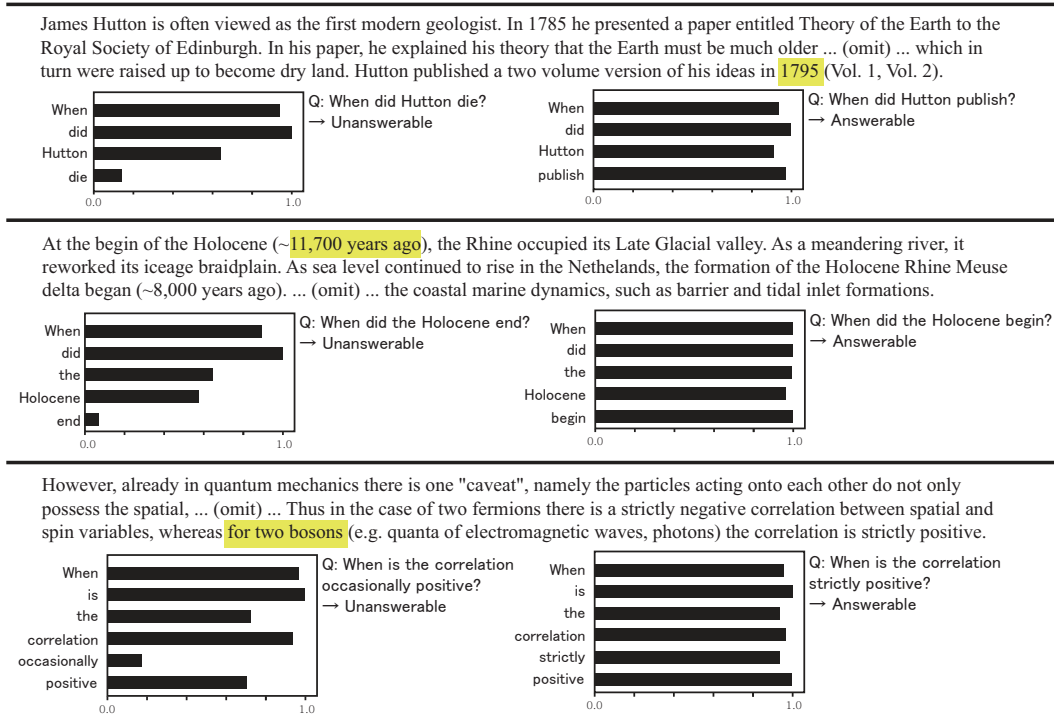 James Hutton is often viewed as the first modern geologist. In 1785 he presented a paper entitled Theory of the Earth to the
Royal Society of Edinburgh. In his paper, he explained his theory that the Earth must be much older ... (omit) ... which in
turn were raised up to become dry land. Hutton published a two volume version of his ideas in 1795 (Vol. 1, Vol. 2).
When
did
Hutton
die
0.0 1.0
Q: When did Hutton die?
→ Unanswerable
When
did
Hutton
publish
0.0 1.0
Q: When did Hutton publish?
→ Answerable
At the begin of the Holocene (~11,700 years ago), the Rhine occupied its Late Glacial valley. As a meandering river, it
reworked its iceage braidplain. As sea level continued to rise in the Nethelands, the formation of the Holocene Rhine Meuse
delta began (~8,000 years ago). ... (omit) ... the coastal marine dynamics, such as barrier and tidal inlet formations.
When
did
the
Holocene
end
0.0 1.0
Q: When did the Holocene end?
→ Unanswerable
When
did
the
Holocene
begin
0.0 1.0
Q: When did the Holocene begin?
→ Answerable
However, already in quantum mechanics there is one "caveat", namely the particles acting onto each other do not only
possess the spatial, ... (omit) ... Thus in the case of two fermions there is a strictly negative correlation between spatial and
spin variables, whereas for two bosons (e.g. quanta of electromagnetic waves, photons) the correlation is strictly positive.
When
is
the
correlation
occasionally
positive
0.0 1.0
Q: When is the correlation
occasionally positive?
→ Unanswerable
When
is
the
correlation
strictly
positive
0.0 1.0
Q: When is the correlation
strictly positive?
→ Answerable